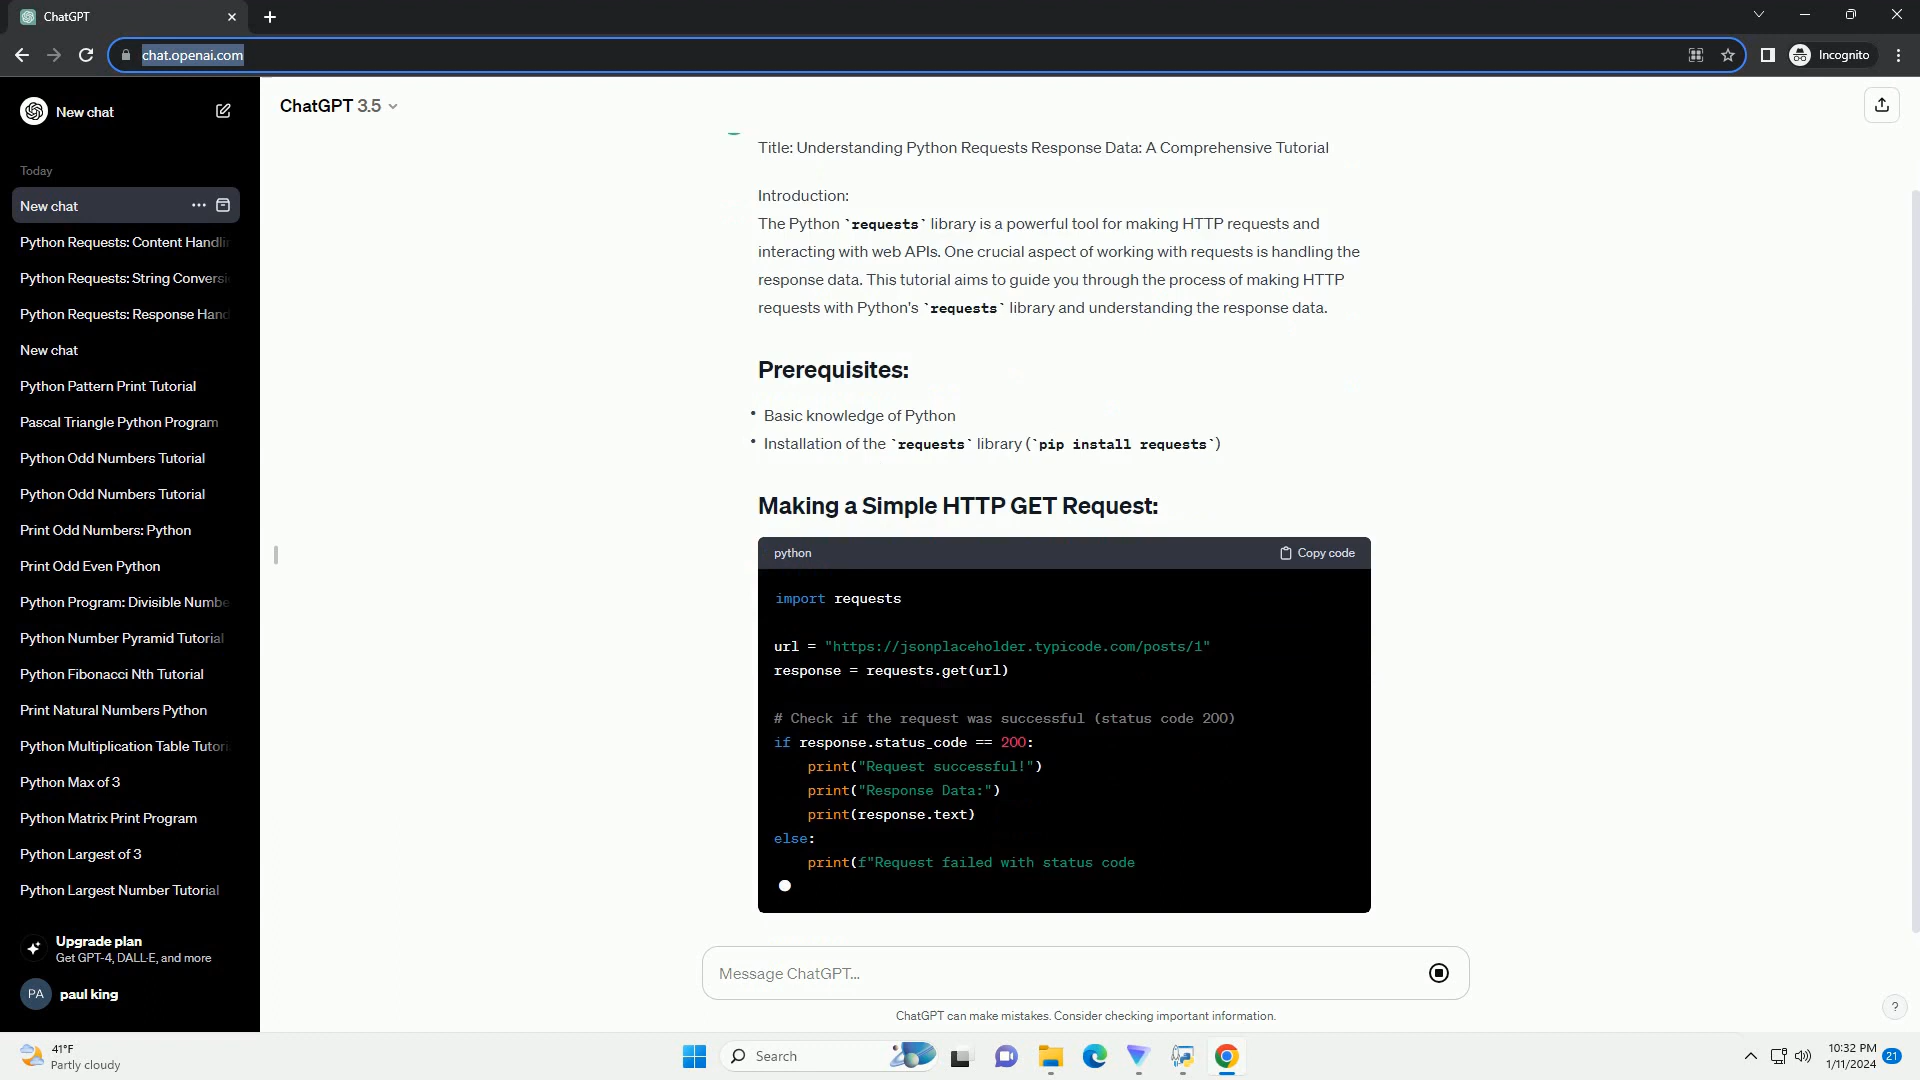 ChatGPT
chat.openai.com
Incognito
New chat
ChatGPT 3.5
Today
New chat
Python Requests: Content Handlin
Python Requests: String Conversi
Python Requests: Response Hand
New chat
Python Pattern Print Tutorial
Pascal Triangle Python Program
Python Odd Numbers Tutorial
Python Odd Numbers Tutorial
Print Odd Numbers: Python
Print Odd Even Python
Python Program: Divisible Numbe
Python Number Pyramid Tutorial
Python Fibonacci Nth Tutorial
Print Natural Numbers Python
Python Multiplication Table Tutori
Python Max of 3
Python Matrix Print Program
Python Largest of 3
Python Largest Number Tutorial
Upgrade plan
Get GPT-4, DALL·E, and more
PA paul king
Title: Understanding Python Requests Response Data: A Comprehensive Tutorial
Introduction:
The Python `requests` library is a powerful tool for making HTTP requests and
interacting with web APIs. One crucial aspect of working with requests is handling the
response data. This tutorial aims to guide you through the process of making HTTP
requests with Python's `requests` library and understanding the response data.
Prerequisites:
• Basic knowledge of Python
• Installation of the `requests` library (`pip install requests`)
Making a Simple HTTP GET Request:
python Copy code
import requests
url = "https://jsonplaceholder.typicode.com/posts/1"
response = requests.get(url)
# Check if the request was successful (status code 200)
if response.status_code == 200:
print("Request successful!")
print("Response Data:")
print(response.text)
else:
print(f"Request failed with status code
Message ChatGPT…
ChatGPT can make mistakes. Consider checking important information.
?
41°F
Partly cloudy
Search
10:32 PM
1/11/2024
21